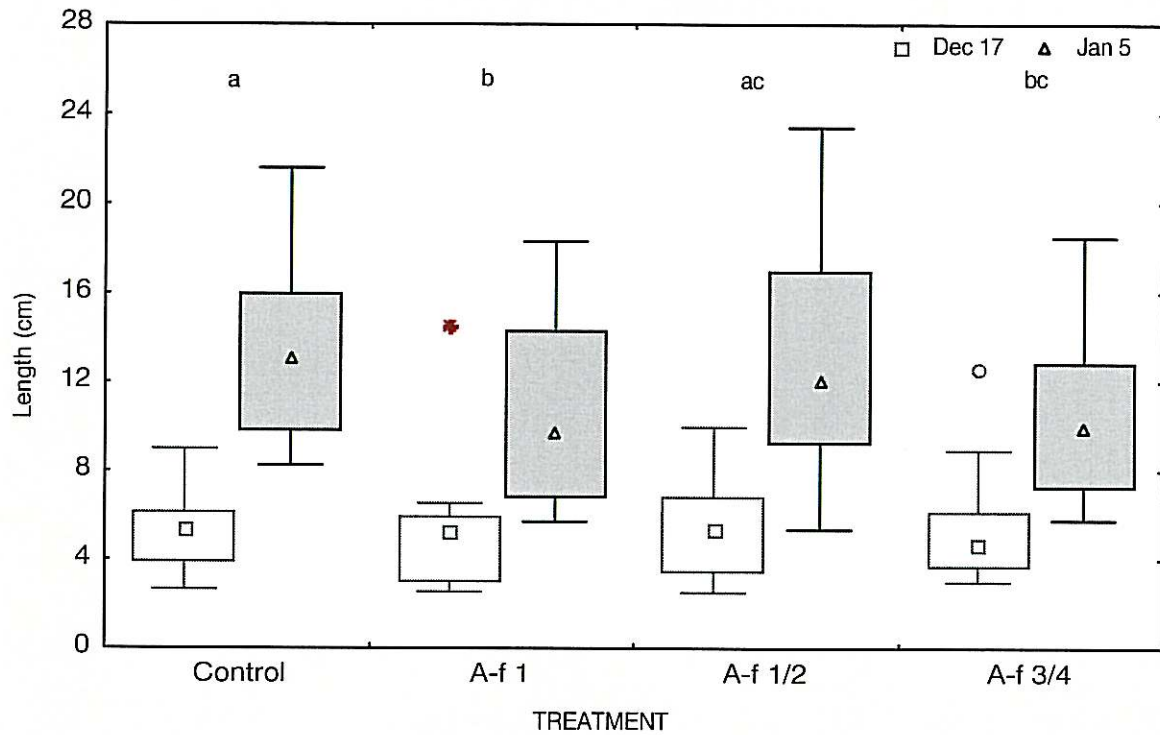 28
24
20
16
12
8
4
0
Length (cm)
Dec 17 Jan 5
a b ac bc
Control A-f 1 A-f 1/2 A-f 3/4
TREATMENT